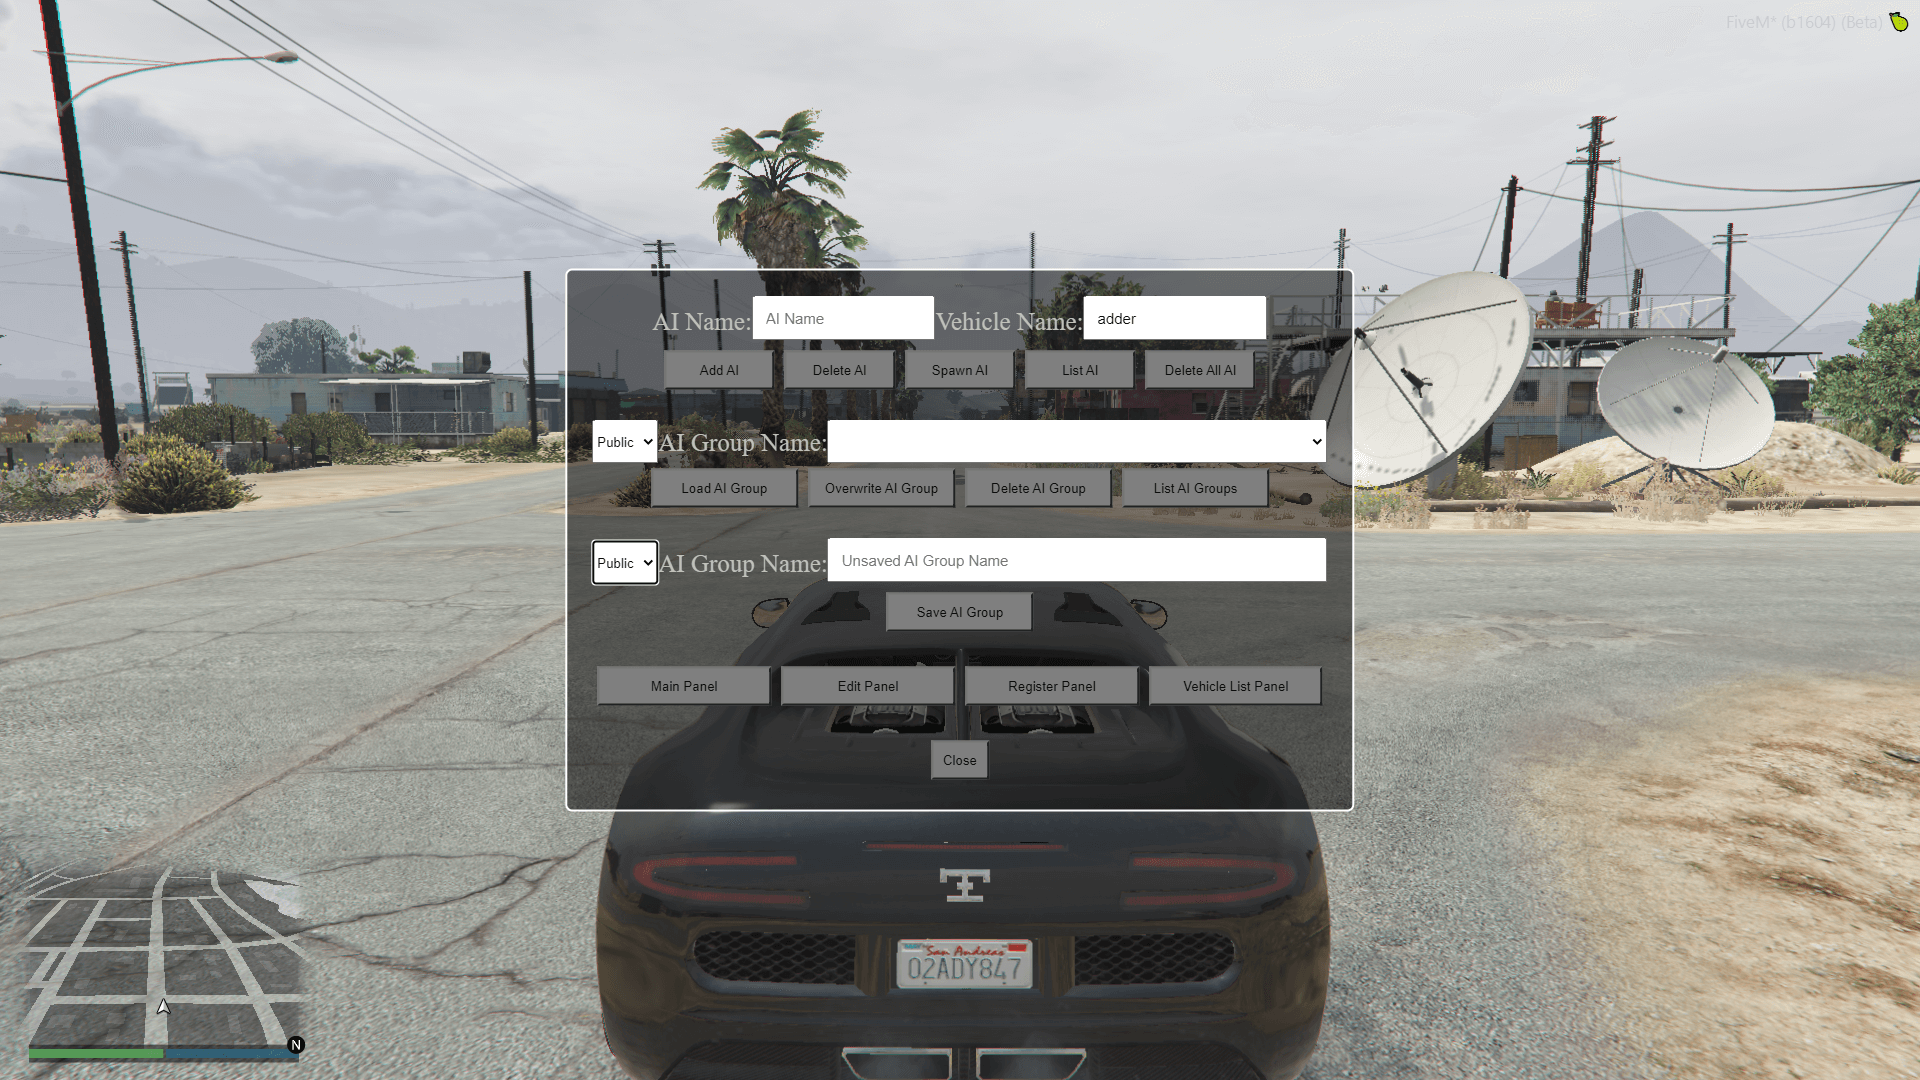 FiveM* (b1604) (Beta)
AI Name: AI Name Vehicle Name: adder
Add AI Delete AI Spawn AI List AI Delete All AI
Public AI Group Name:
Load AI Group Overwrite AI Group Delete AI Group List AI Groups
Public AI Group Name: Unsaved AI Group Name
Save AI Group
Main Panel Edit Panel Register Panel Vehicle List Panel
Close
San Andreas
02ADY847
N